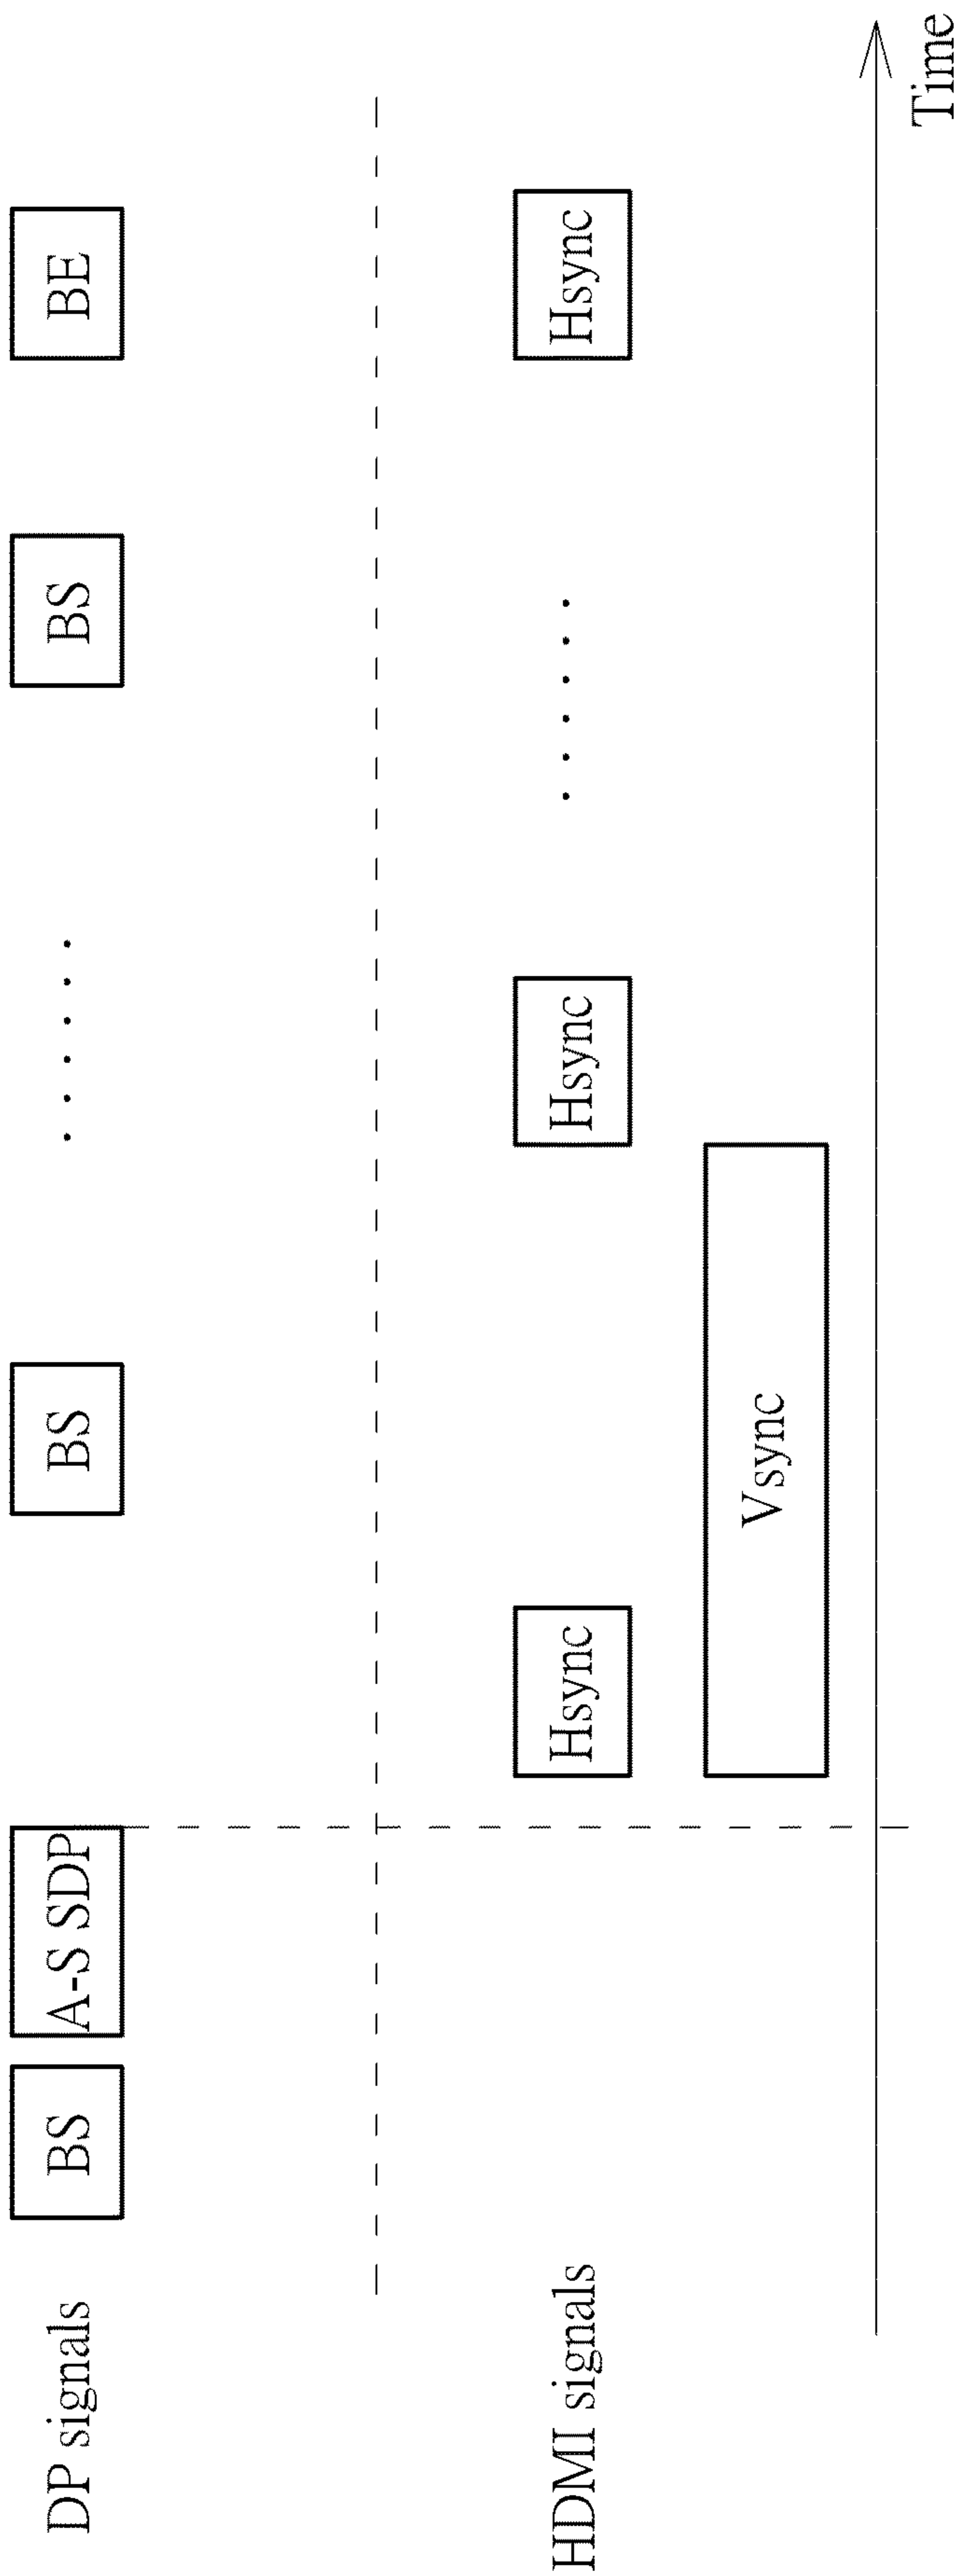 DP signals
BS
A-S SDP
BS
......
BS
BE
HDMI signals
Hsync
Hsync
......
Hsync
Vsync
Time